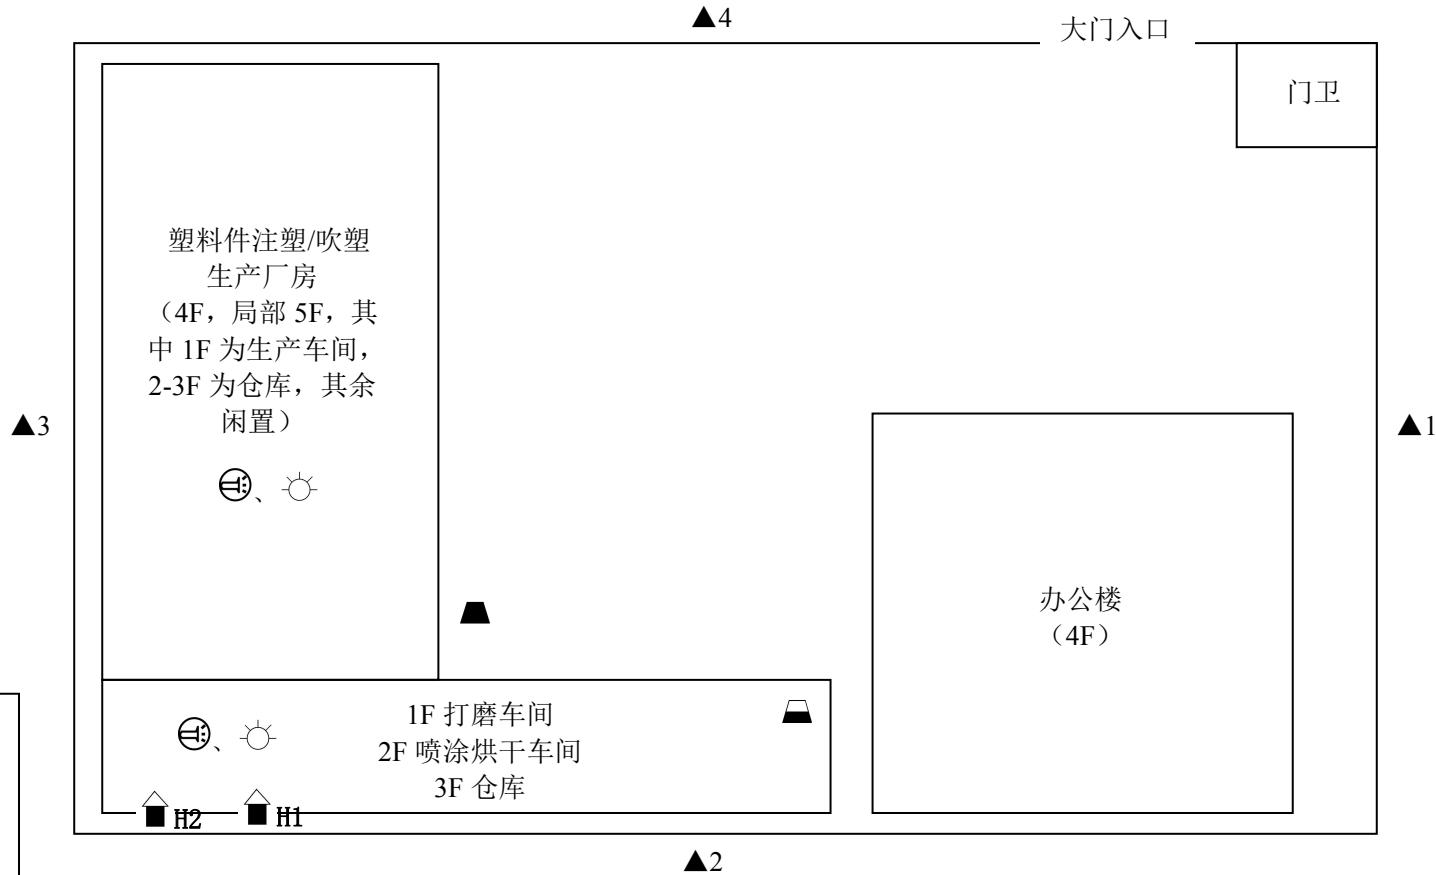 ▲4
大门入口
门卫
塑料件注塑/吹塑
生产厂房
（4F，局部 5F，其
中 1F 为生产车间，
2-3F 为仓库，其余
闲置）
、
▲3
▲1
办公楼
（4F）
1F 打磨车间
2F 喷涂烘干车间
3F 仓库
、
H2
H1
▲2